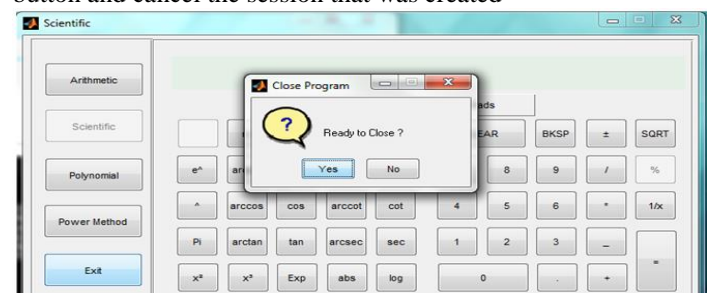 button and cancel the session that was created
Scientific
Arithmetic
Close Program
ads
Scientific
Ready to Close ?
EAR BKSP ± SQRT
Polynomial
e^ Yes No 8 9 / %
^ arccos cos arccot cot 4 5 6 * 1/x
Power Method
Pi arctan tan arcsec sec 1 2 3 - =
Exit
x² x³ Exp abs log 0 . +